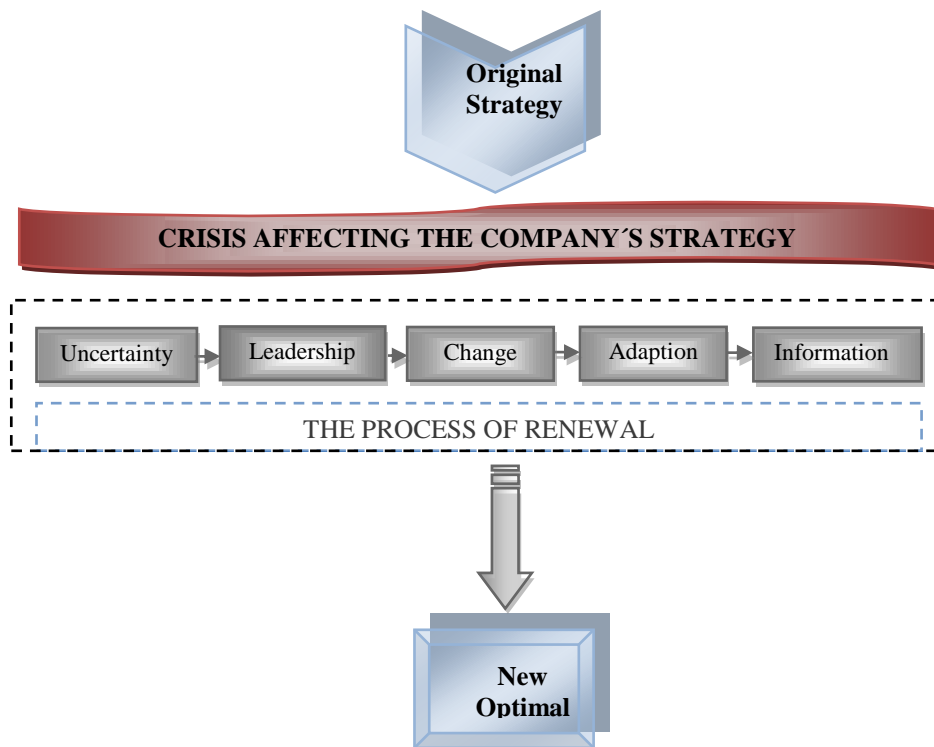 Original
Strategy
CRISIS AFFECTING THE COMPANY´S STRATEGY
Uncertainty
Leadership
Change
Adaption
Information
THE PROCESS OF RENEWAL
New
Optimal